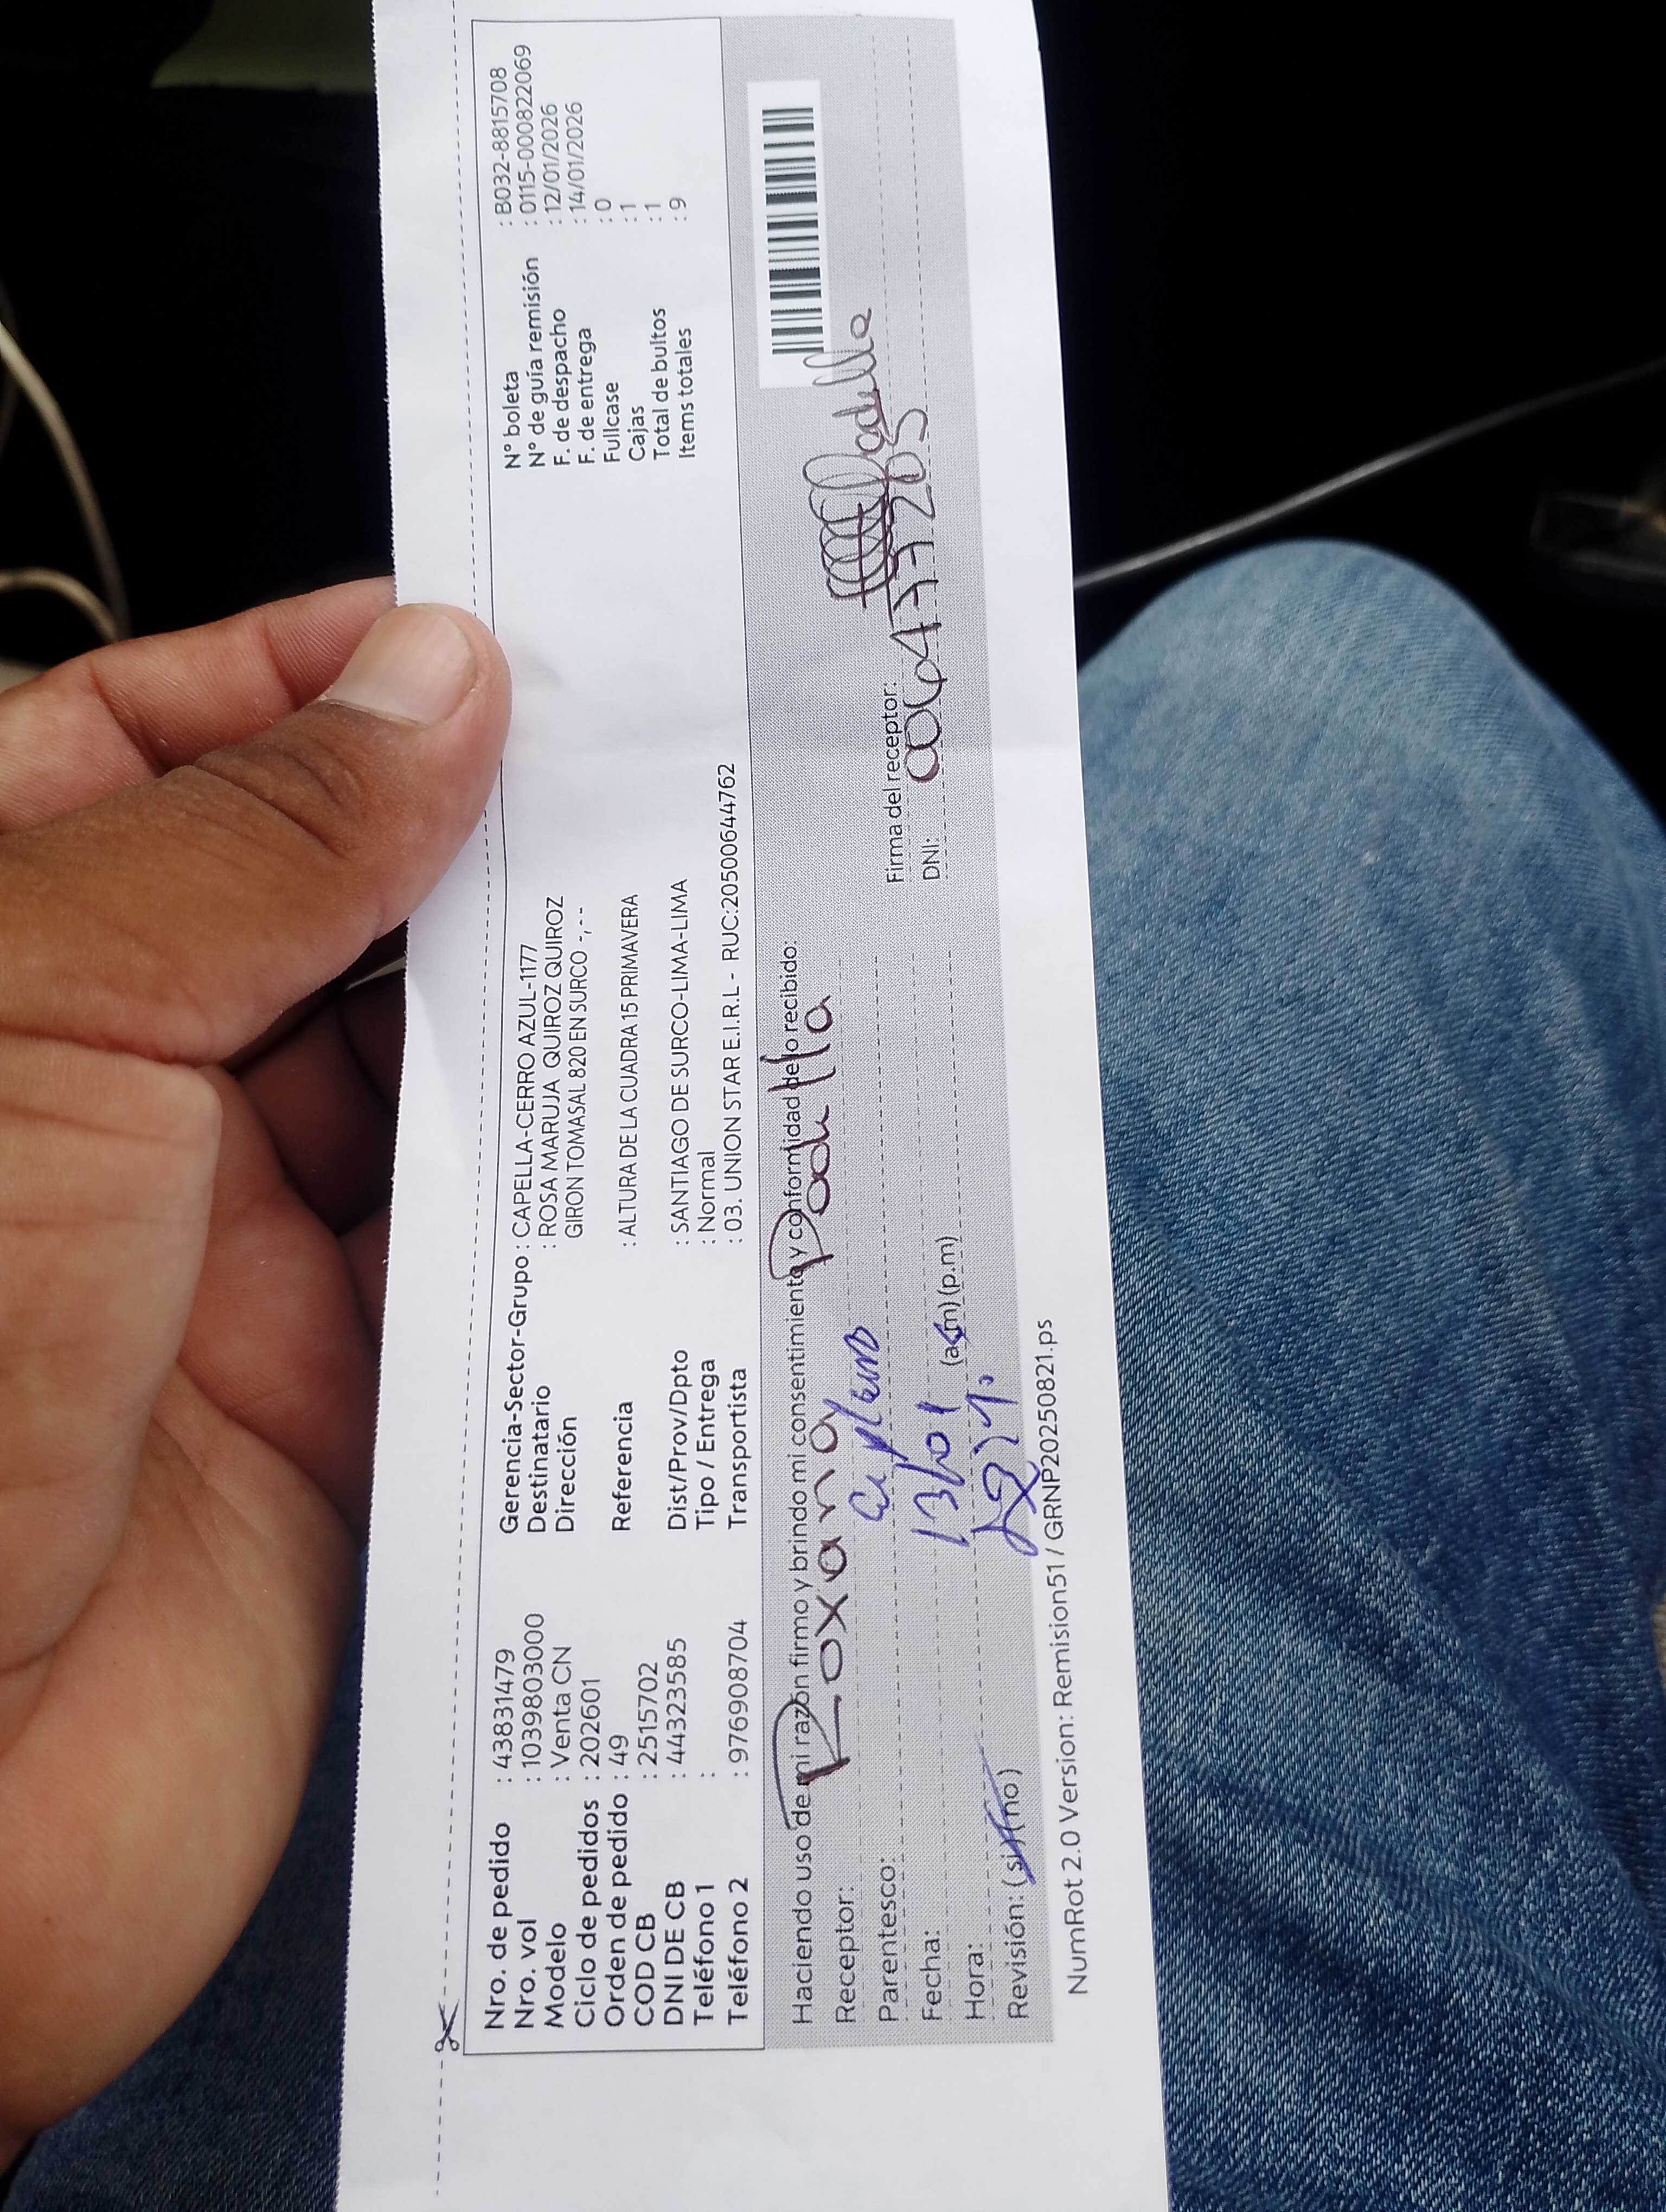 Nro. de pedido : 43831479
Nro. vol : 1039803000
Modelo : Venta CN
Ciclo de pedidos : 202601
Orden de pedido : 49
COD CB : 2515702
DNI DE CB : 44323585
Teléfono 1 :
Teléfono 2 : 976908704
Gerencia-Sector-Grupo : CAPELLA-CERRO AZUL-1177
Destinatario : ROSA MARUJA QUIROZ QUIROZ
Dirección GIRON TOMASAL 820 EN SURCO -,--
Referencia : ALTURA DE LA CUADRA 15 PRIMAVERA
Dist/Prov/Dpto : SANTIAGO DE SURCO-LIMA-LIMA
Tipo / Entrega : Normal
Transportista : 03. UNION STAR E.I.R.L - RUC:20500644762
N° boleta : B032-8815708
N° de guía remisión : 0115-000822069
F. de despacho : 12/01/2026
F. de entrega : 14/01/2026
Fullcase : 0
Cajas : 1
Total de bultos : 1
Items totales : 9
Haciendo uso de mi razón firmo y brindo mi consentimiento y conformidad de lo recibido:
Receptor: Roxana Padilla
Parentesco:
Fecha: 13/01
Hora: (a.m) (p.m)
Revisión: (si) (no)
Firma del receptor:
DNI:
NumRot 2.0 Version: Remision51 / GRNP20250821.ps